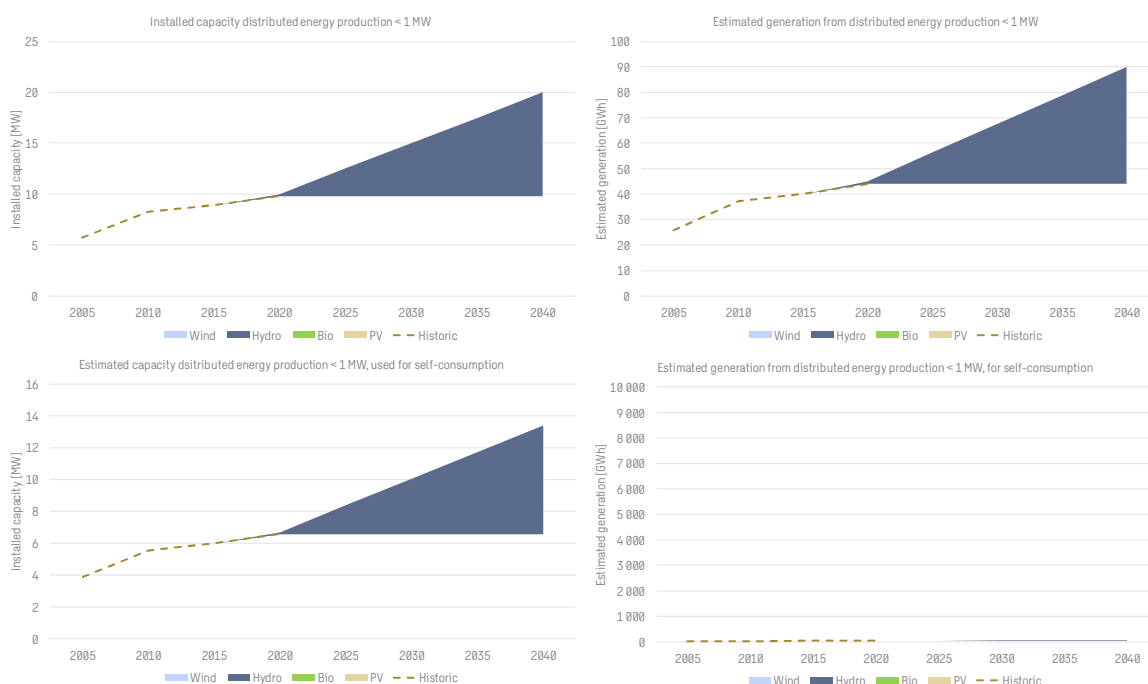 Installed capacity distributed energy production < 1 MW
Installed capacity [MW]
25
20
15
10
5
0
2005 2010 2015 2020 2025 2030 2035 2040
Wind Hydro Bio PV Historic
Estimated generation from distributed energy production < 1 MW
Estimated generation [GWh]
100
90
80
70
60
50
40
30
20
10
0
2005 2010 2015 2020 2025 2030 2035 2040
Wind Hydro Bio PV Historic
Estimated capacity dsitributed energy production < 1 MW, used for self-consumption
Installed capacity [MW]
16
14
12
10
8
6
4
2
0
2005 2010 2015 2020 2025 2030 2035 2040
Wind Hydro Bio PV Historic
Estimated generation from distributed energy production < 1 MW, for self-consumption
Estimated generation [GWh]
10 000
9 000
8 000
7 000
6 000
5 000
4 000
3 000
2 000
1 000
0
2005 2010 2015 2020 2025 2030 2035 2040
Wind Hydro Bio PV Historic